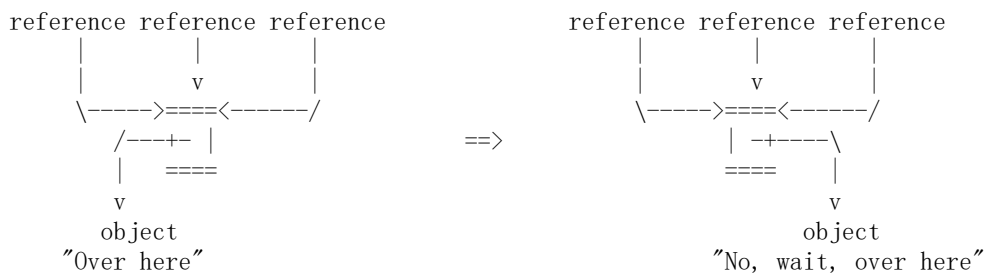 reference reference reference                   reference reference reference
    |         |         |                           |         |         |
    |         v         |                           |         v         |
    \----->====<------/                           \----->====<------/
       /---+- |                     ==>                  | -+----\
       |   ====                                          ====    |
       v                                                         v
      object                                                   object
   "Over here"                                         "No, wait, over here"